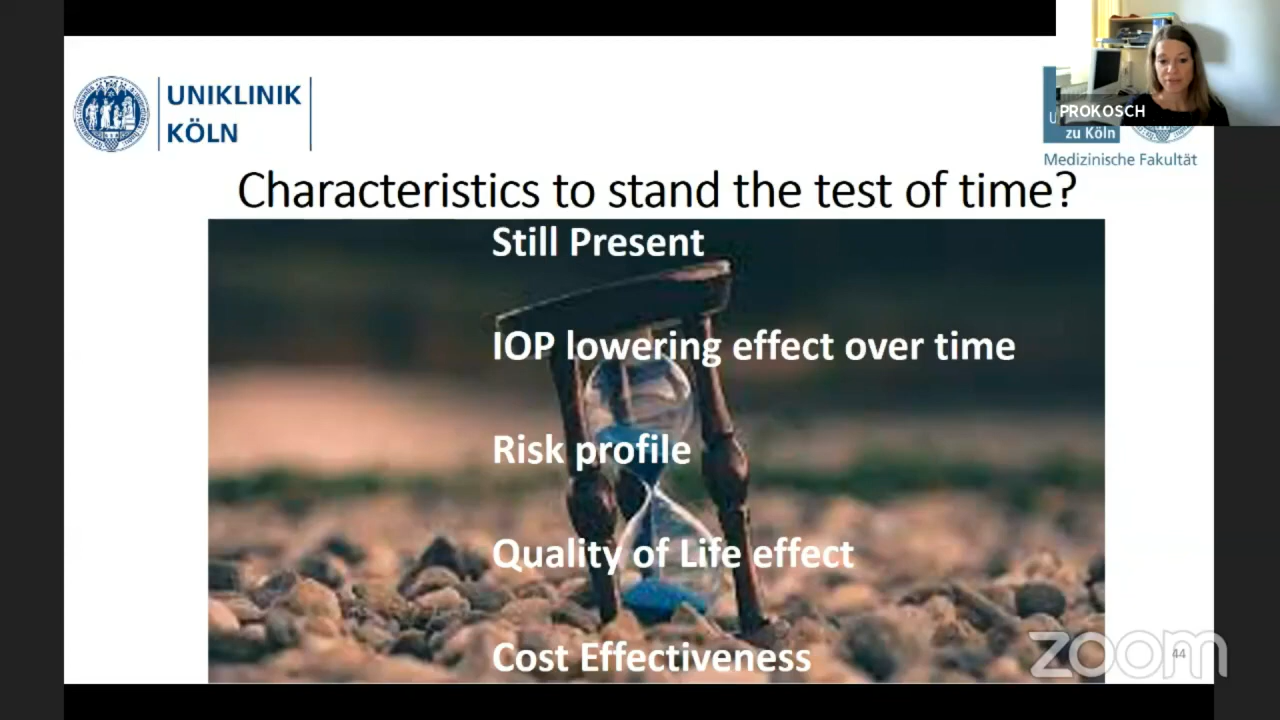 UNIKLINIK
KÖLN
PROKOSCH
zu Köln
Medizinische Fakultät
Characteristics to stand the test of time?
Still Present
IOP lowering effect over time
Risk profile
Quality of Life effect
Cost Effectiveness
zoom
44